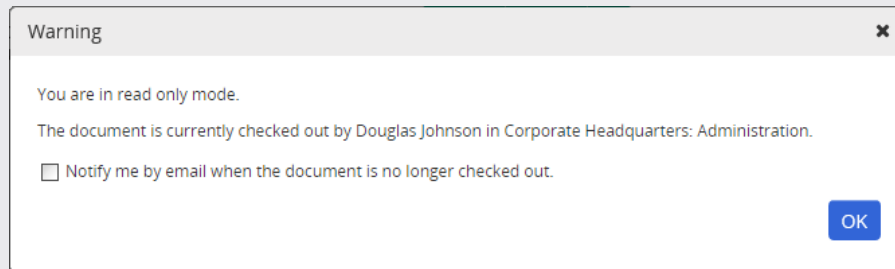 Warning
You are in read only mode.
The document is currently checked out by Douglas Johnson in Corporate Headquarters: Administration.
Notify me by email when the document is no longer checked out.
OK